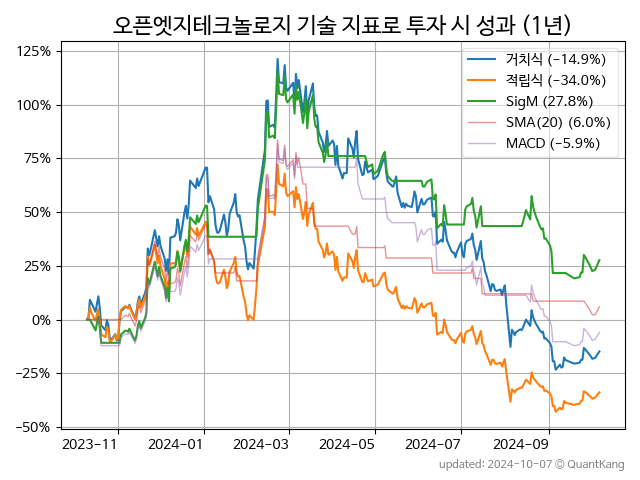 오픈엣지테크놀로지 기술 지표로 투자 시 성과 (1년)
125%
100%
75%
50%
25%
0%
−25%
−50%
거치식 (−14.9%)
적립식 (−34.0%)
SigM (27.8%)
SMA(20) (6.0%)
MACD (−5.9%)
2023-11 2024-01 2024-03 2024-05 2024-07 2024-09
updated: 2024-10-07 © QuantKang